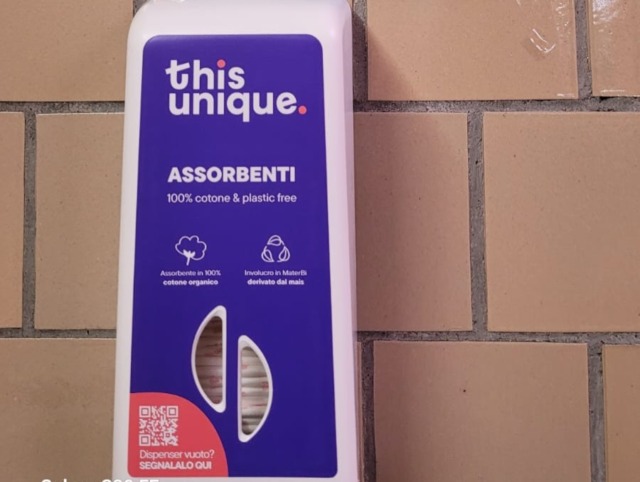 this
unique.
ASSORBENTI
100% cotone & plastic free
Assorbente in 100%
cotone organico
Involucro in MaterBi
derivato dal mais
Dispenser vuoto?
SEGNALALO QUI